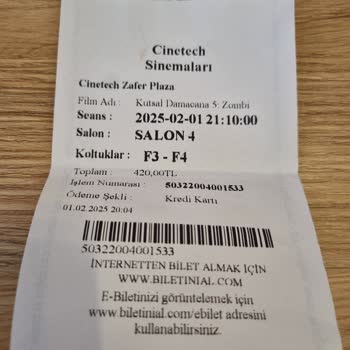 Cinetech
Sinemaları
Cinetech Zafer Plaza
Film Adı : Kutsal Damacana 5: Zombi
Seans : 2025-02-01 21:10:00
Salon : SALON 4
Koltuklar : F3 - F4
Toplam : 420,00TL
İşlem Numarası : 50322004001533
Ödeme Şekli : Kredi Kartı
01.02.2025 20:04
50322004001533
İNTERNETTEN BİLET ALMAK İÇİN
WWW.BILETINIAL.COM
E-Biletinizi görüntelemek için
www.biletinial.com/ebilet adresini
kullanabilirsiniz.